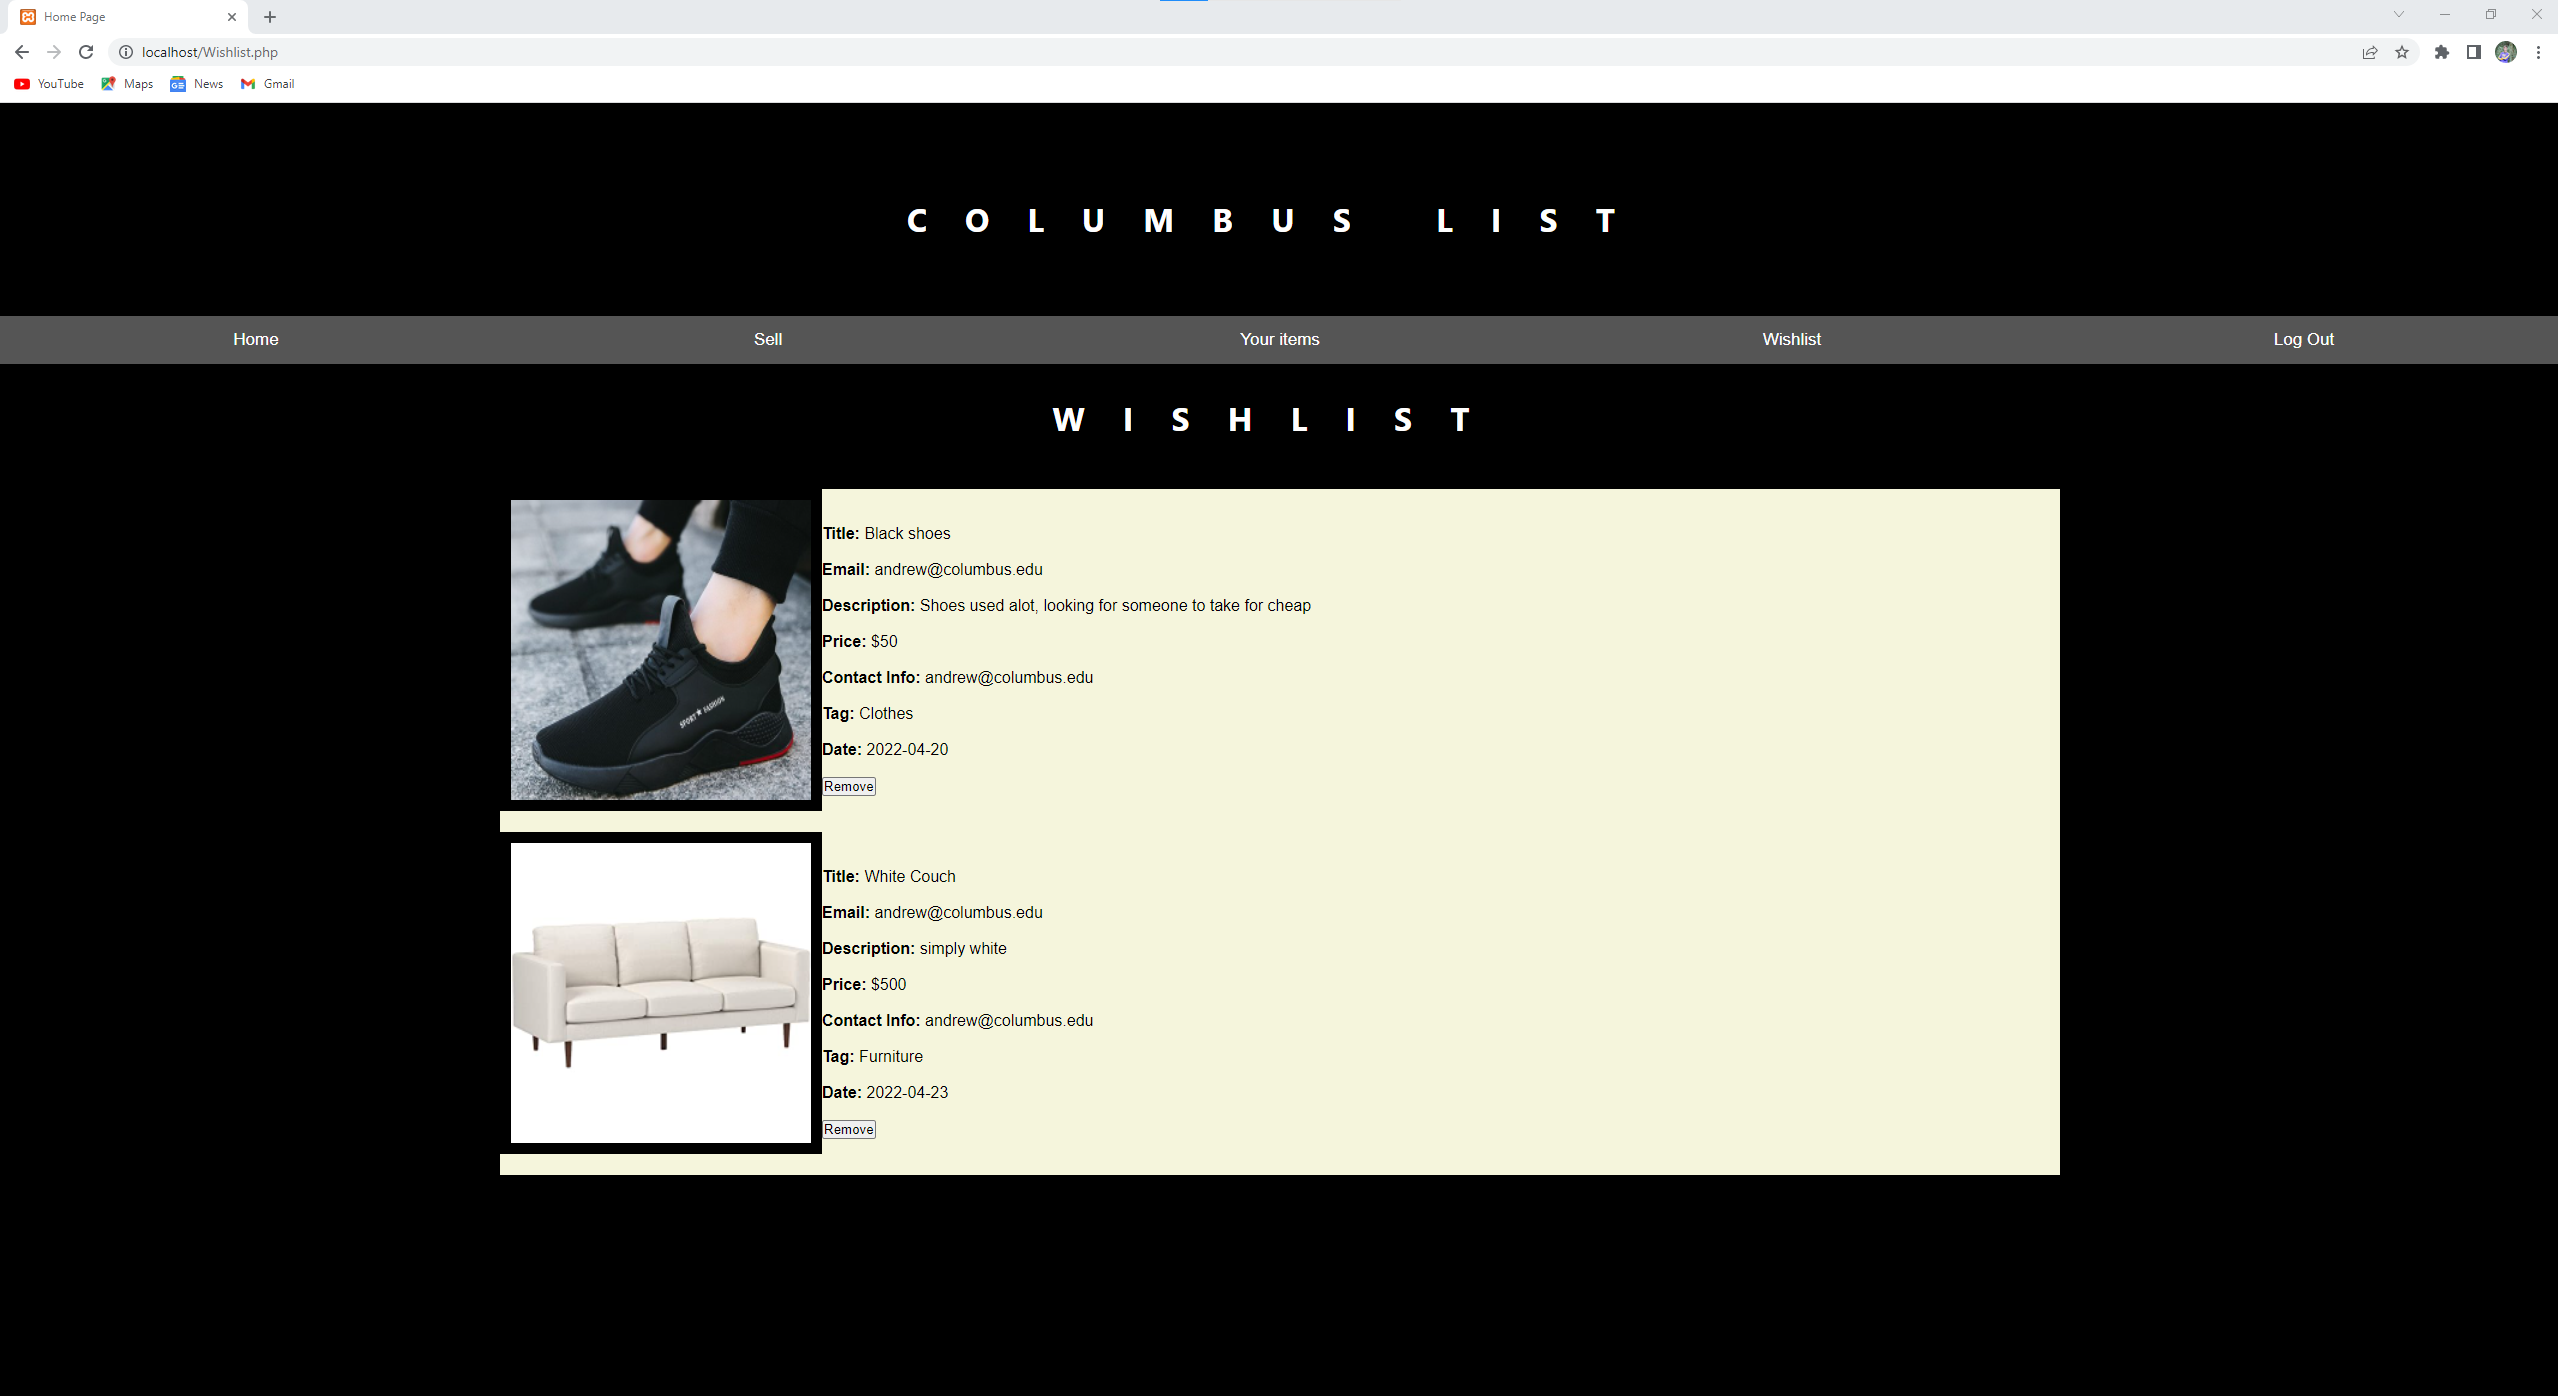 Home Page
localhost/Wishlist.php
YouTube Maps News Gmail
COLUMBUS LIST
Home Sell Your items Wishlist Log Out
WISHLIST
Title: Black shoes
Email: andrew@columbus.edu
Description: Shoes used alot, looking for someone to take for cheap
Price: $50
Contact Info: andrew@columbus.edu
Tag: Clothes
SPORT★FASHION
Date: 2022-04-20
Remove
Title: White Couch
Email: andrew@columbus.edu
Description: simply white
Price: $500
Contact Info: andrew@columbus.edu
Tag: Furniture
Date: 2022-04-23
Remove